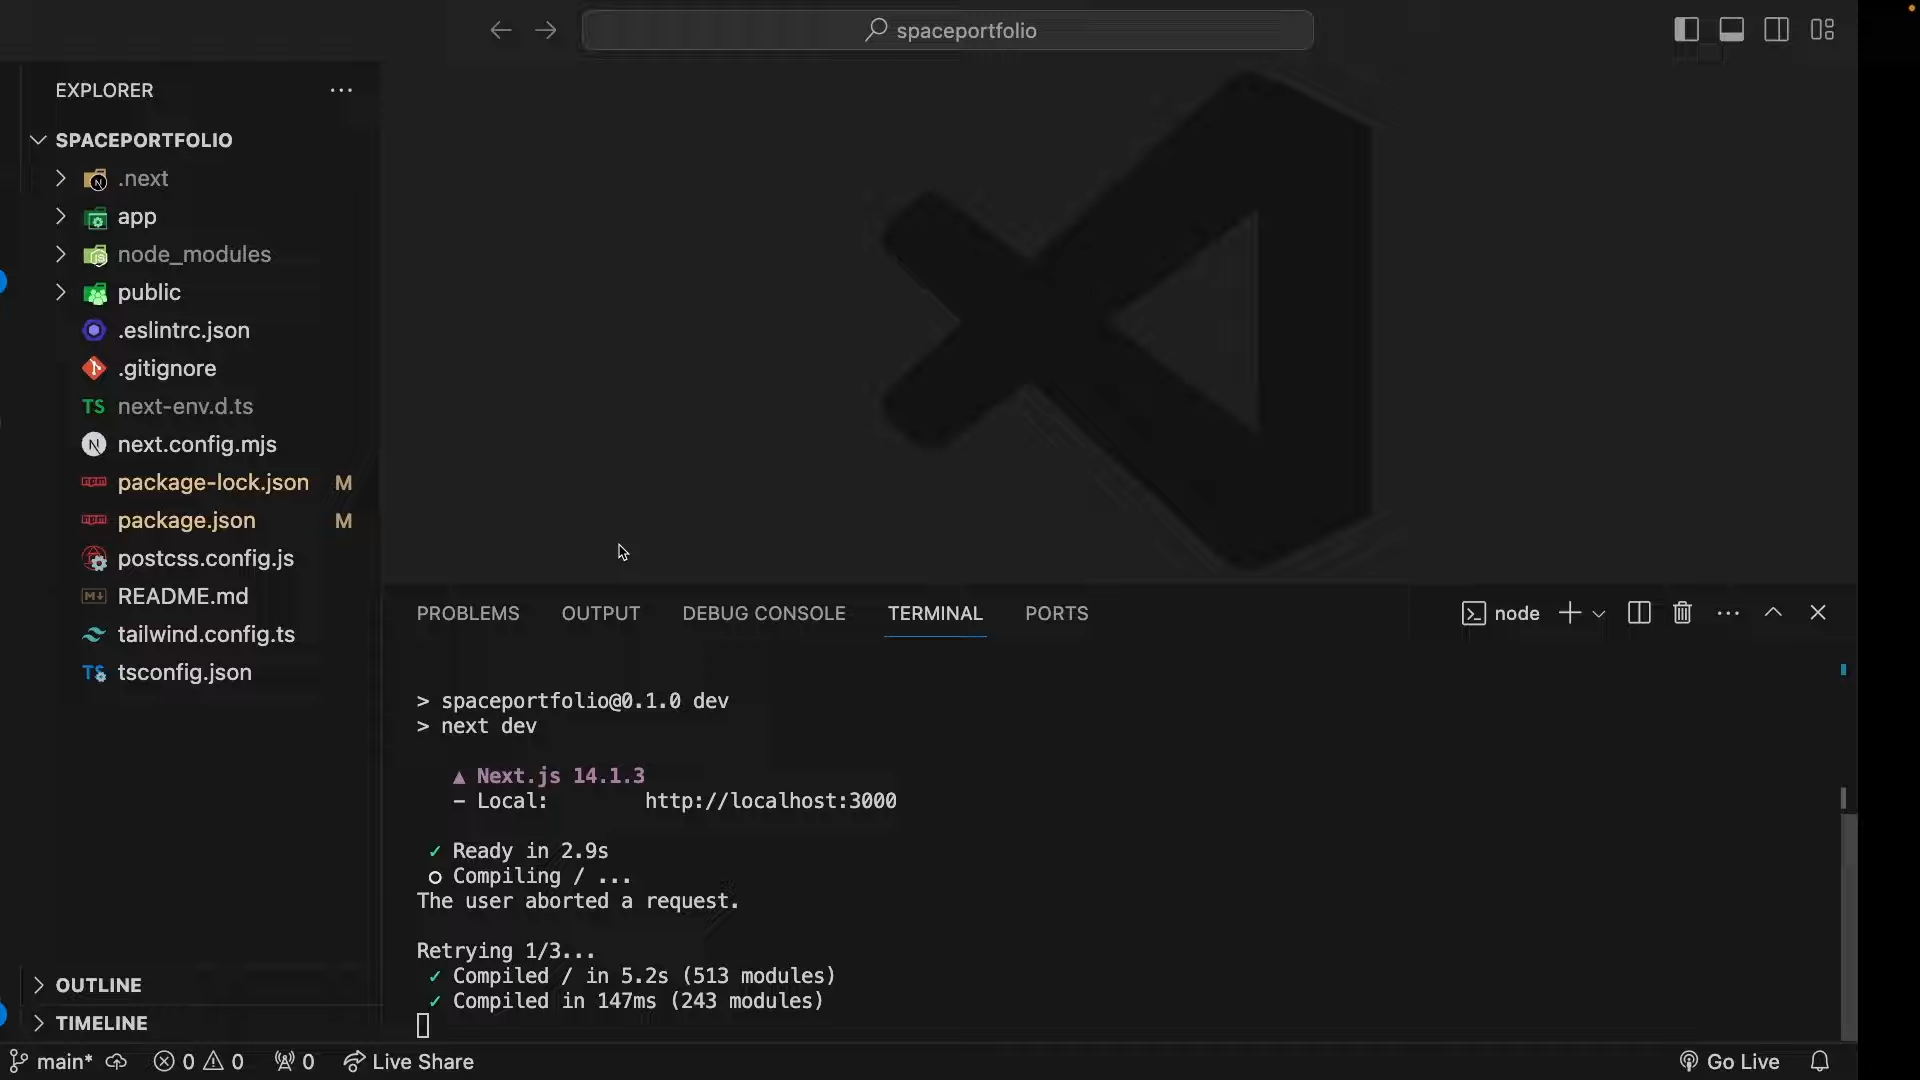 spaceportfolio
EXPLORER
SPACEPORTFOLIO
.next
app
node_modules
public
.eslintrc.json
.gitignore
TS next-env.d.ts
N next.config.mjs
npm package-lock.json M
npm package.json M
postcss.config.js
M↓ README.md
tailwind.config.ts
TS tsconfig.json
OUTLINE
TIMELINE
PROBLEMS OUTPUT DEBUG CONSOLE TERMINAL PORTS
node
> spaceportfolio@0.1.0 dev
> next dev
▲ Next.js 14.1.3
- Local: http://localhost:3000
✓ Ready in 2.9s
○ Compiling / ...
The user aborted a request.
Retrying 1/3...
✓ Compiled / in 5.2s (513 modules)
✓ Compiled in 147ms (243 modules)
main* 0 0 0 Live Share Go Live